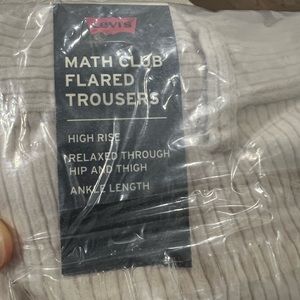 Levi's
MATH CLUB
FLARED
TROUSERS
HIGH RISE
RELAXED THROUGH
HIP AND THIGH
ANKLE LENGTH